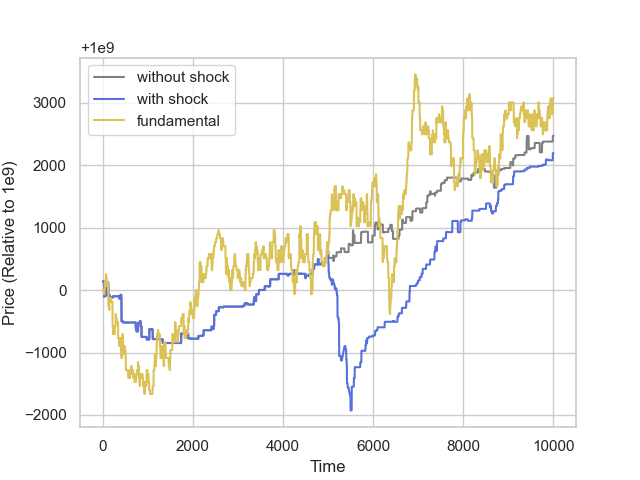 +1e9
without shock
with shock
fundamental
Price (Relative to 1e9)
3000
2000
1000
0
−1000
−2000
0
2000
4000
6000
8000
10000
Time